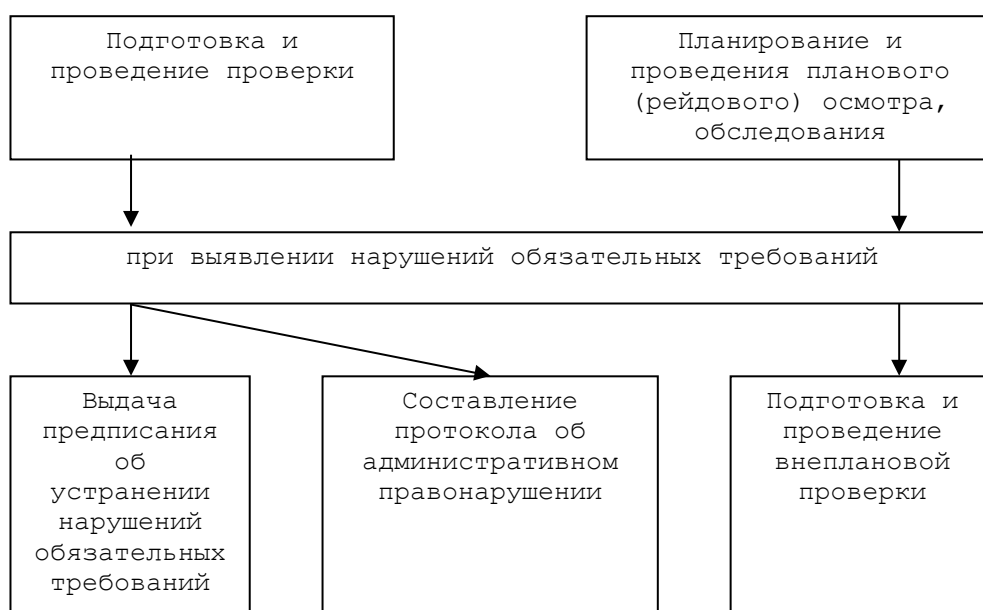 Подготовка и
проведение проверки
Планирование и
проведения планового
(рейдового) осмотра,
обследования
при выявлении нарушений обязательных требований
Выдача
предписания
об
устранении
нарушений
обязательных
требований
Составление
протокола об
административном
правонарушении
Подготовка и
проведение
внеплановой
проверки